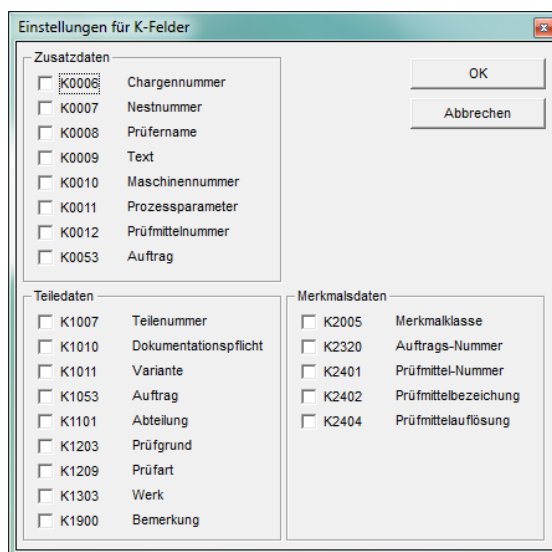 Einstellungen für K-Felder
Zusatzdaten
K0006 Chargennummer
K0007 Nestnummer
K0008 Prüfername
K0009 Text
K0010 Maschinennummer
K0011 Prozessparameter
K0012 Prüfmittelnummer
K0053 Auftrag
OK
Abbrechen
Teiledaten
K1007 Teilenummer
K1010 Dokumentationspflicht
K1011 Variante
K1053 Auftrag
K1101 Abteilung
K1203 Prüfgrund
K1209 Prüfart
K1303 Werk
K1900 Bemerkung
Merkmalsdaten
K2005 Merkmalklasse
K2320 Auftrags-Nummer
K2401 Prüfmittel-Nummer
K2402 Prüfmittelbezeichung
K2404 Prüfmittelauflösung